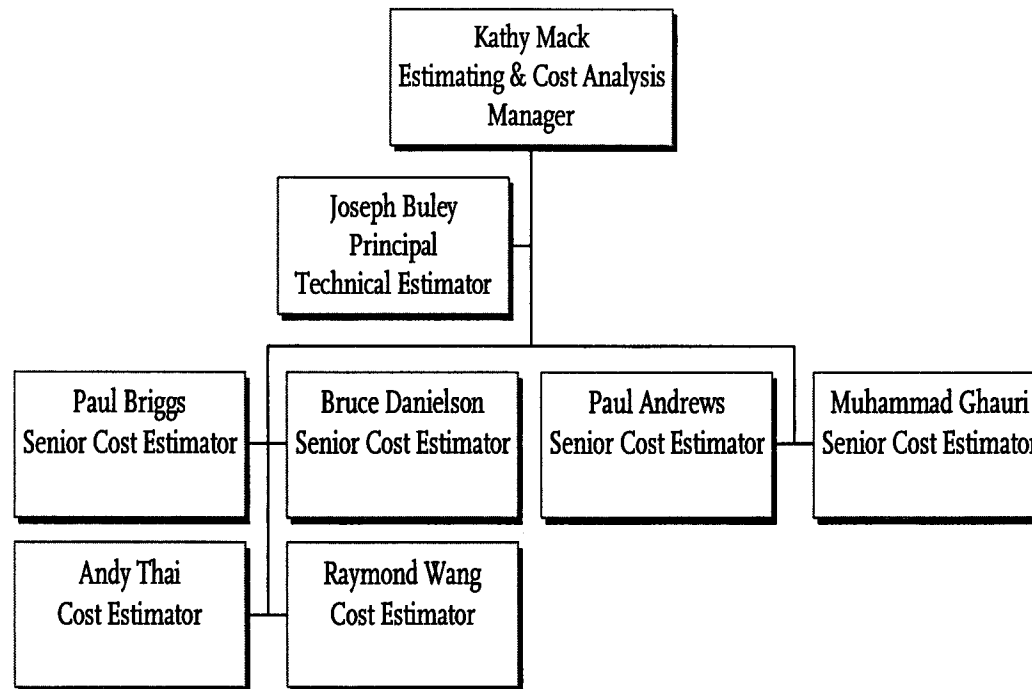 Kathy Mack
Estimating & Cost Analysis
Manager
Joseph Buley
Principal
Technical Estimator
Paul Briggs
Senior Cost Estimator
Bruce Danielson
Senior Cost Estimator
Paul Andrews
Senior Cost Estimator
Muhammad Ghauri
Senior Cost Estimator
Andy Thai
Cost Estimator
Raymond Wang
Cost Estimator